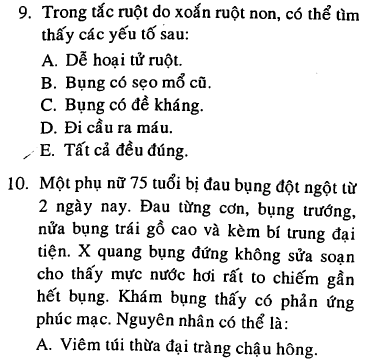 9. Trong tắc ruột do xoắn ruột non, có thể tìm
thấy các yếu tố sau:
A. Dễ hoại tử ruột.
B. Bụng có sẹo mổ cũ.
C. Bụng có đề kháng.
D. Đi cầu ra máu.
E. Tất cả đều đúng.
10. Một phụ nữ 75 tuổi bị đau bụng đột ngột từ
2 ngày nay. Đau từng cơn, bụng trướng,
nửa bụng trái gồ cao và kèm bí trung đại
tiện. X quang bụng đứng không sửa soạn
cho thấy mực nước hơi rất to chiếm gần
hết bụng. Khám bụng thấy có phản ứng
phúc mạc. Nguyên nhân có thể là:
A. Viêm túi thừa đại tràng chậu hông.